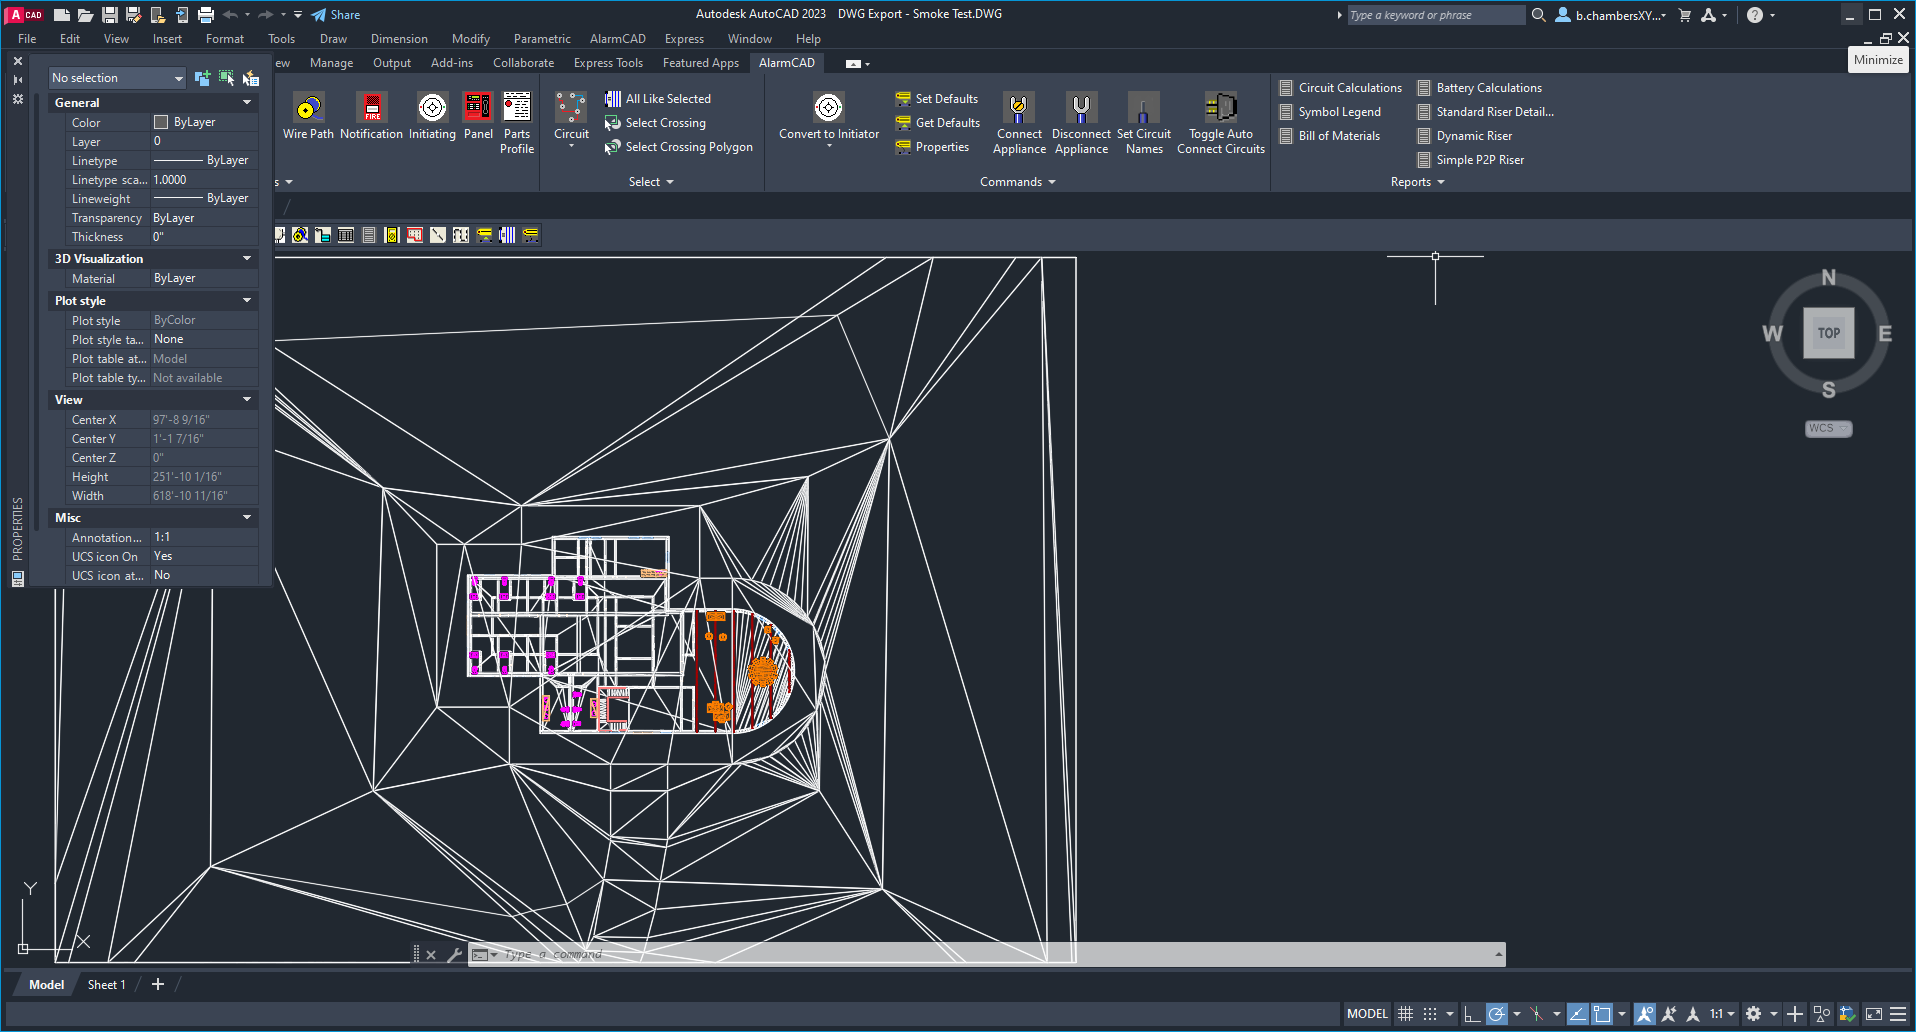 A CAD
Share
Autodesk AutoCAD 2023 DWG Export - Smoke Test.DWG
Type a keyword or phrase
b.chambersXY...
File Edit View Insert Format Tools Draw Dimension Modify Parametric AlarmCAD Express Window Help
Minimize
ew Manage Output Add-ins Collaborate Express Tools Featured Apps AlarmCAD
No selection
General
Color ByLayer
Layer 0
Linetype ByLayer
Linetype sca... 1.0000
Lineweight ByLayer
Transparency ByLayer
Thickness 0"
3D Visualization
Material ByLayer
Plot style
Plot style ByColor
Plot style ta... None
Plot table at... Model
Plot table ty... Not available
View
Center X 97'-8 9/16"
Center Y 1'-1 7/16"
Center Z 0"
Height 251'-10 1/16"
Width 618'-10 11/16"
Misc
Annotation... 1:1
UCS icon On Yes
UCS icon at... No
PROPERTIES
FIRE
Wire Path Notification Initiating Panel Parts Profile
s
Circuit
All Like Selected
Select Crossing
Select Crossing Polygon
Select
Convert to Initiator
Set Defaults
Get Defaults
Properties
Connect Appliance
Disconnect Appliance
Set Circuit Names
Toggle Auto Connect Circuits
Commands
Circuit Calculations
Symbol Legend
Bill of Materials
Battery Calculations
Standard Riser Detail...
Dynamic Riser
Simple P2P Riser
Reports
N
W TOP E
S
WCS
Y
X
Type a command
Model Sheet 1 +
MODEL 1:1